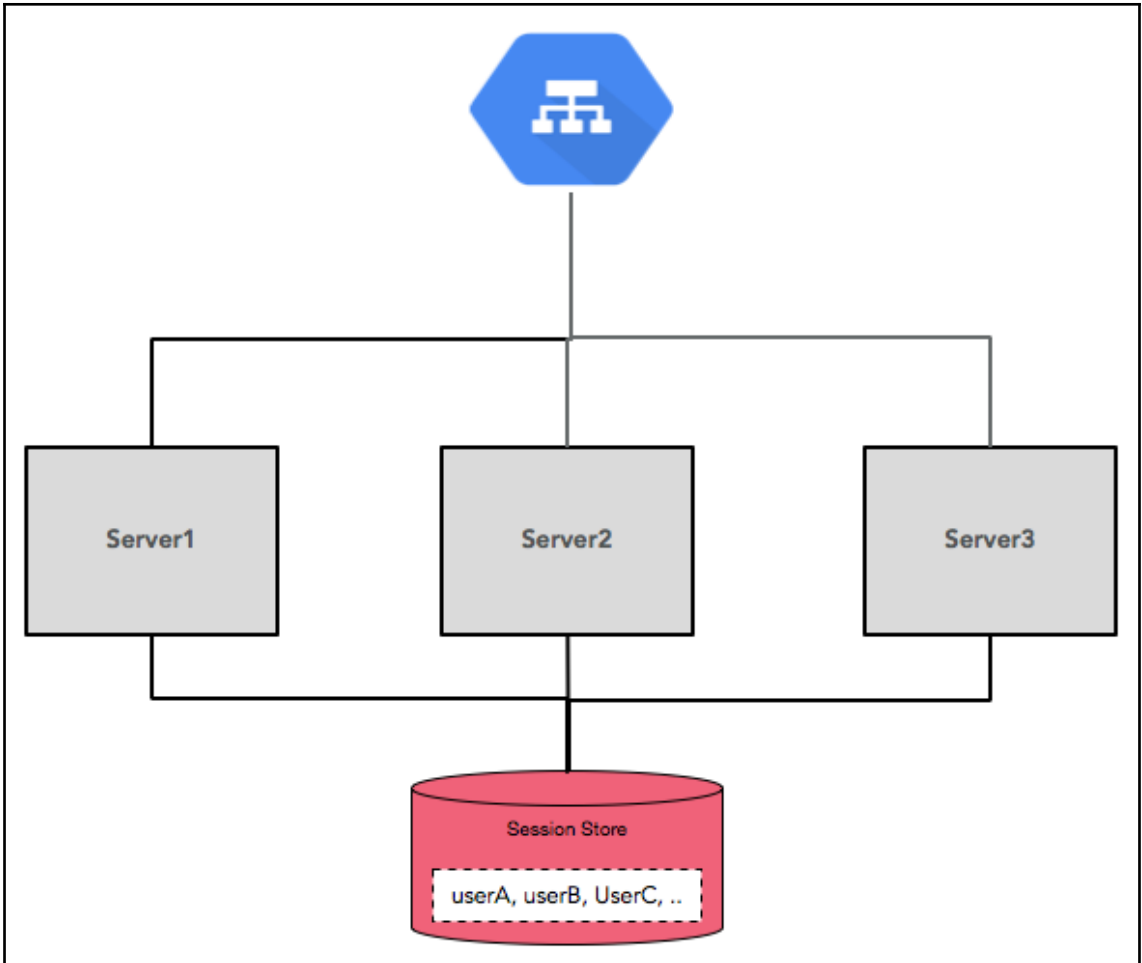 Server1
Server2
Server3
Session Store
userA, userB, UserC, ..